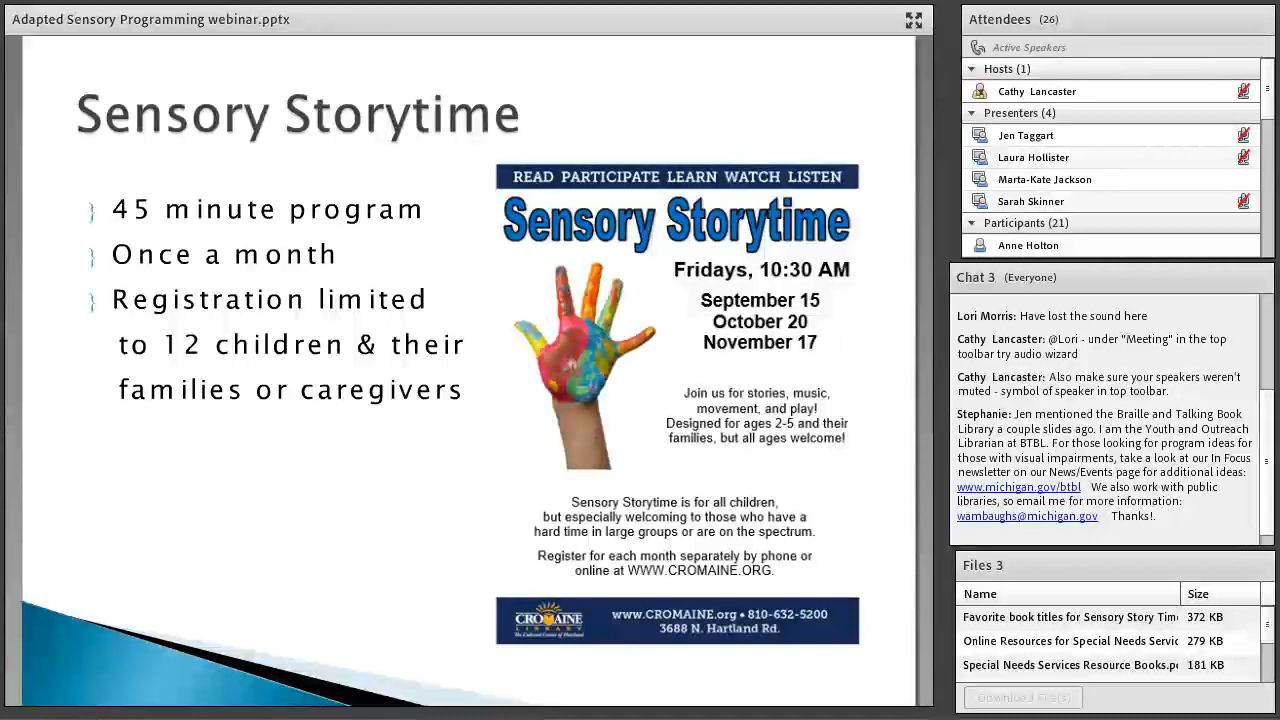 Adapted Sensory Programming webinar.pptx
Sensory Storytime
45 minute program
Once a month
Registration limited
to 12 children & their
families or caregivers
READ PARTICIPATE LEARN WATCH LISTEN
Sensory Storytime
Fridays, 10:30 AM
September 15
October 20
November 17
Join us for stories, music,
movement, and play!
Designed for ages 2-5 and their
families, but all ages welcome!
Sensory Storytime is for all children,
but especially welcoming to those who have a
hard time in large groups or are on the spectrum.
Register for each month separately by phone or
online at WWW.CROMAINE.ORG.
CROMAINE
LIBRARY
The Cultural Center of Hartland
www.CROMAINE.org • 810-632-5200
3688 N. Hartland Rd.
Attendees (26)
Active Speakers
Hosts (1)
Cathy Lancaster
Presenters (4)
Jen Taggart
Laura Hollister
Marta-Kate Jackson
Sarah Skinner
Participants (21)
Anne Holton
Chat 3 (Everyone)
Lori Morris: Have lost the sound here
Cathy Lancaster: @Lori - under "Meeting" in the top
toolbar try audio wizard
Cathy Lancaster: Also make sure your speakers weren't
muted - symbol of speaker in top toolbar.
Stephanie: Jen mentioned the Braille and Talking Book
Library a couple slides ago. I am the Youth and Outreach
Librarian at BTBL. For those looking for program ideas for
those with visual impairments, take a look at our In Focus
newsletter on our News/Events page for additional ideas:
www.michigan.gov/btbl We also work with public
libraries, so email me for more information:
wambaughs@michigan.gov Thanks!.
Files 3
Name Size
Favorite book titles for Sensory Story Tim 372 KB
Online Resources for Special Needs Servic 279 KB
Special Needs Services Resource Books.p 181 KB
Download File(s)